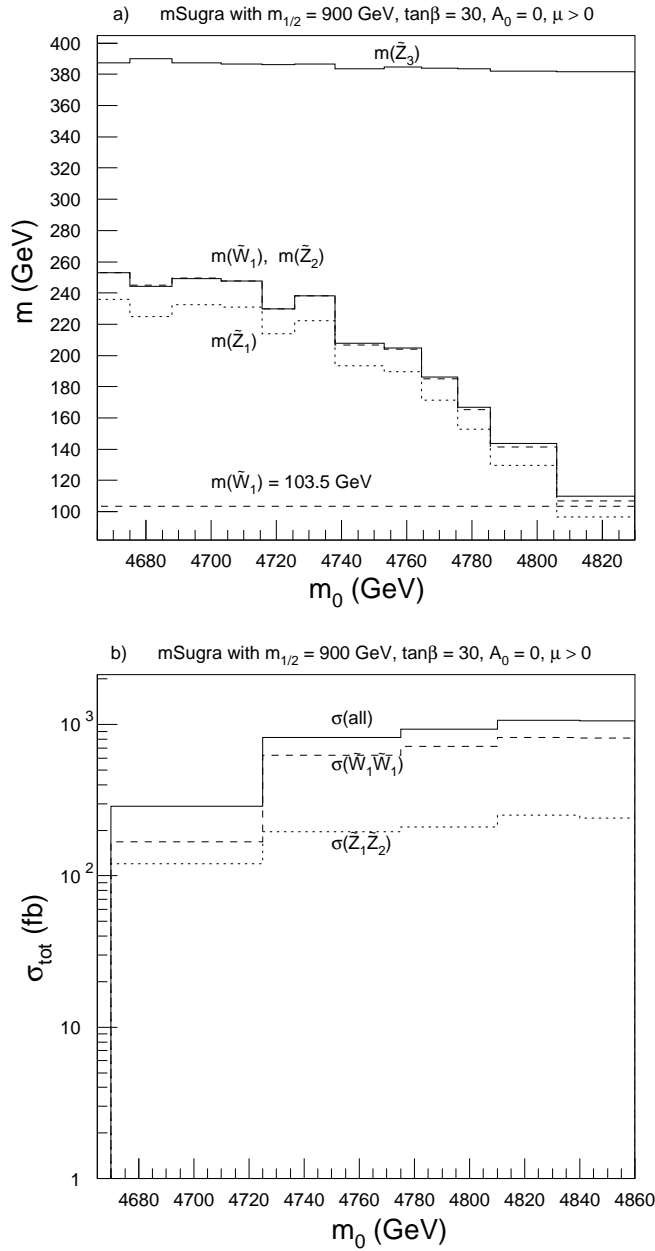 a) mSugra with m1/2 = 900 GeV, tanβ = 30, A0 = 0, μ > 0
400
380
360
340
320
300
280
260
240
220
200
180
160
140
120
100
m (GeV)
m(Z̃3)
m(W̃1), m(Z̃2)
m(Z̃1)
m(W̃1) = 103.5 GeV
4680 4700 4720 4740 4760 4780 4800 4820
m0 (GeV)
b) mSugra with m1/2 = 900 GeV, tanβ = 30, A0 = 0, μ > 0
10^3
10^2
10
1
σtot (fb)
σ(all)
σ(W̃1W̃1)
σ(Z̃1Z̃2)
4680 4700 4720 4740 4760 4780 4800 4820 4840 4860
m0 (GeV)